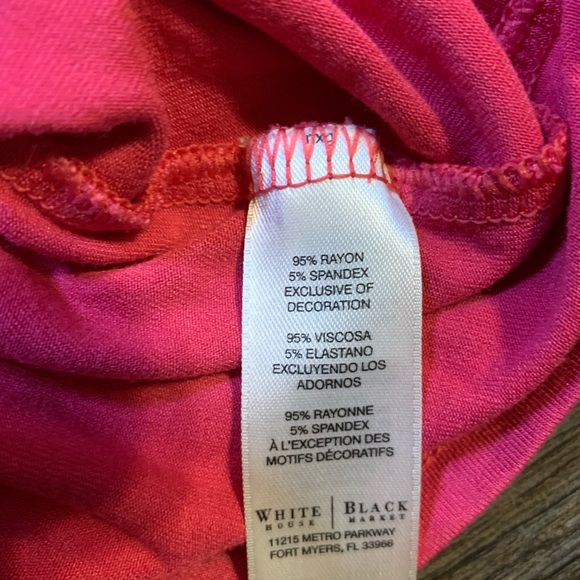 95% RAYON
5% SPANDEX
EXCLUSIVE OF
DECORATION
95% VISCOSA
5% ELASTANO
EXCLUYENDO LOS
ADORNOS
95% RAYONNE
5% SPANDEX
À L'EXCEPTION DES
MOTIFS DÉCORATIFS
WHITE HOUSE | BLACK MARKET
11215 METRO PARKWAY
FORT MYERS, FL 33966